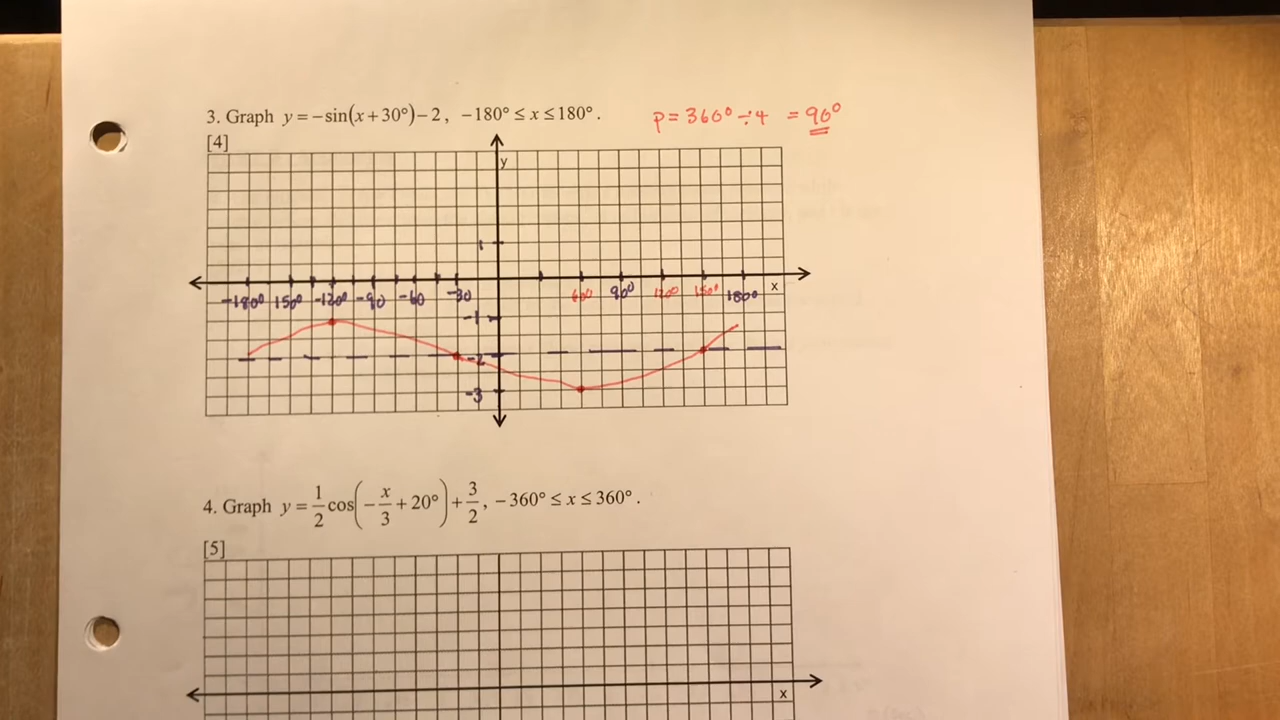 3. Graph y = −sin(x + 30°) − 2, −180° ≤ x ≤ 180°. P = 360° ÷ 4 = 90°
[4]
y
1
−180° 150° −120° −90 −60 −30 60° 90° 120° 150° 180° x
−1
−2
−3
4. Graph y = 1/2 cos(−x/3 + 20°) + 3/2, −360° ≤ x ≤ 360°.
[5]
x